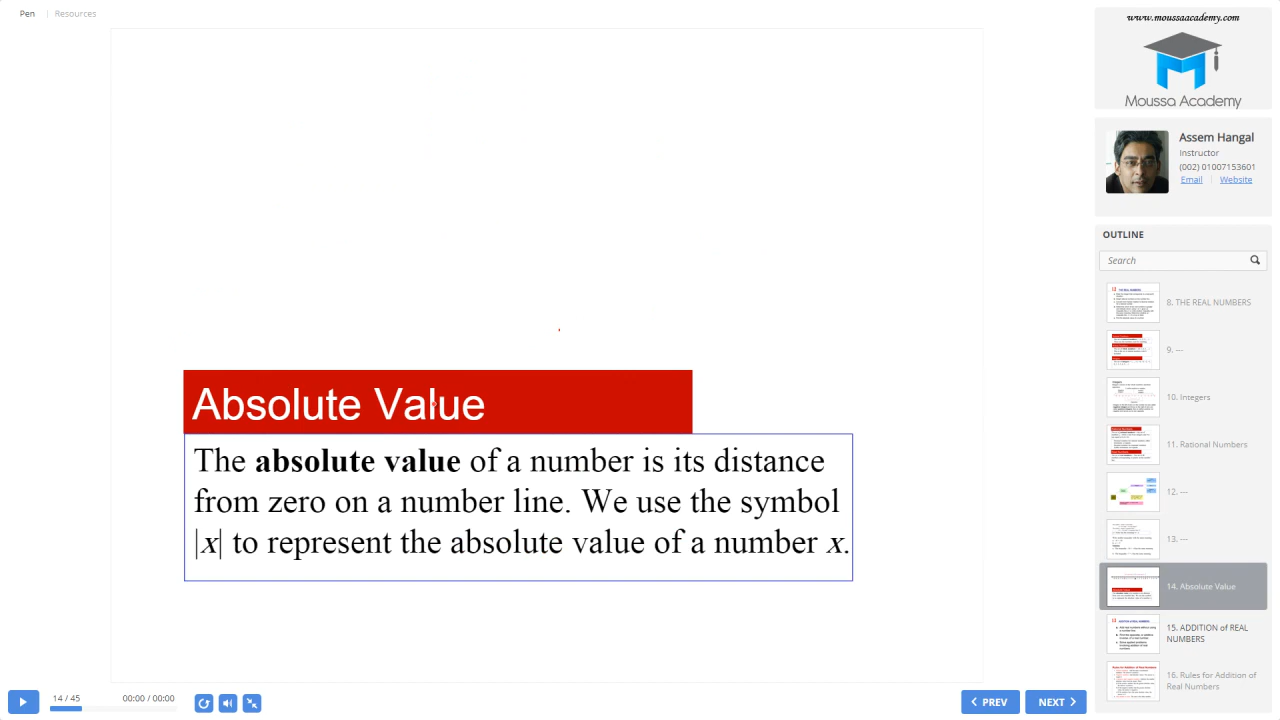 Pen
Resources
Absolute Value
The absolute value of a number is its distance
from zero on a number line. We use the symbol
|x| to represent the absolute value of a number x.
14 / 45
00:00 / 00:00
PREV
NEXT
www.moussaacademy.com
Moussa Academy
Assem Hangal
Instructor
(002) 01007153601
Email
Website
OUTLINE
Search
8. THE REAL NUMBERS
9. ---
10. Integers
11. Rational Numbers
12. ---
13. ---
14. Absolute Value
15. ADDITION of REAL
NUMBERS
16. Rules for Addition of
Real Numbers